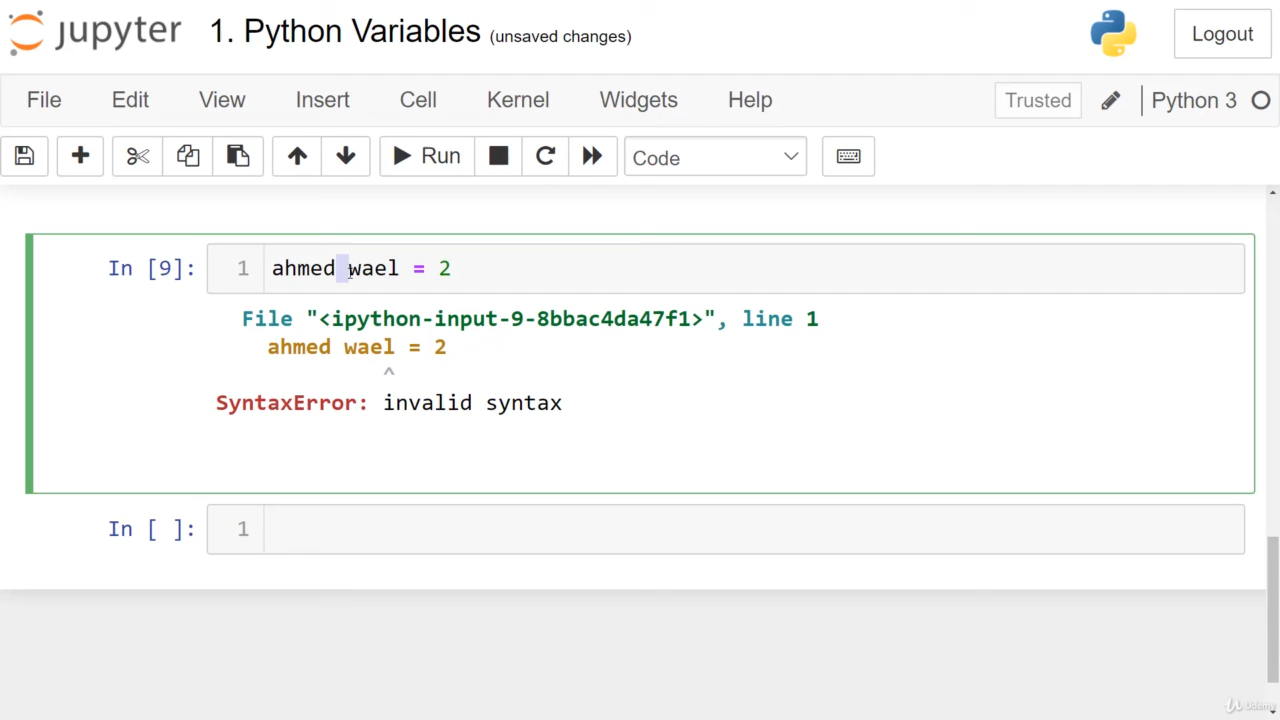 jupyter 1. Python Variables (unsaved changes) Logout
File Edit View Insert Cell Kernel Widgets Help Trusted Python 3
Run Code
In [9]: 1 ahmed wael = 2
File "<ipython-input-9-8bbac4da47f1>", line 1
ahmed wael = 2
^
SyntaxError: invalid syntax
In [ ]: 1
Udemy